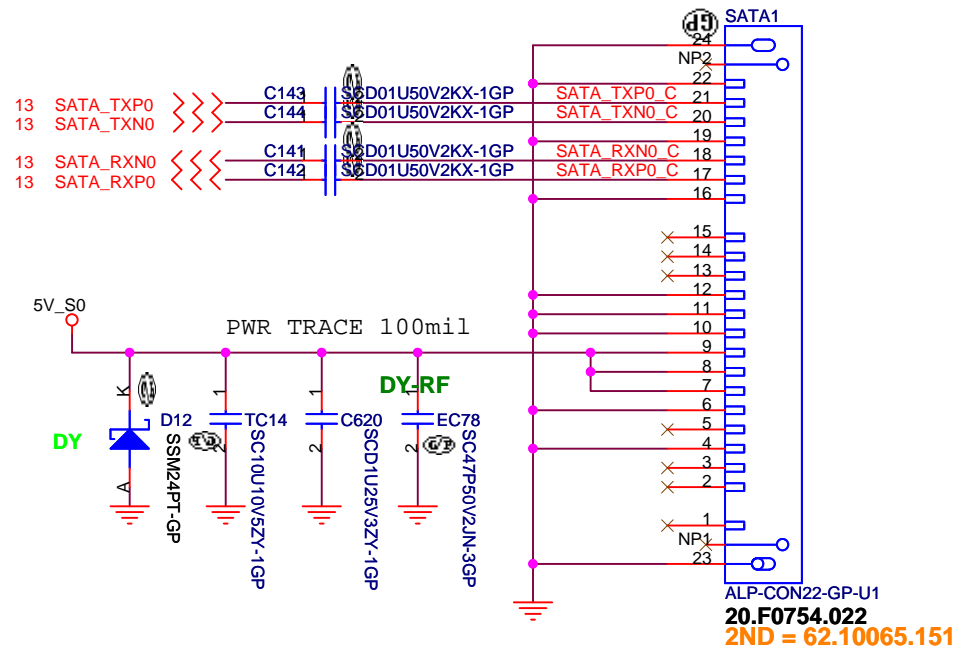 SATA1
24
NP2
22
13 SATA_TXP0 C143 1 SCD01U50V2KX-1GP SATA_TXP0_C 21
13 SATA_TXN0 C144 1 SCD01U50V2KX-1GP SATA_TXN0_C 20
19
13 SATA_RXN0 C141 1 SCD01U50V2KX-1GP SATA_RXN0_C 18
13 SATA_RXP0 C142 1 SCD01U50V2KX-1GP SATA_RXP0_C 17
16
15
14
13
12
11
10
5V_S0
PWR TRACE 100mil
9
8
7
6
5
4
3
2
1
NP1
23
DY-RF
DY
K
D12
A
SSM24PT-GP
1
TC14
2
SC10U10V5ZY-1GP
1
C620
2
SCD1U25V3ZY-1GP
1
EC78
2
SC47P50V2JN-3GP
ALP-CON22-GP-U1
20.F0754.022
2ND = 62.10065.151